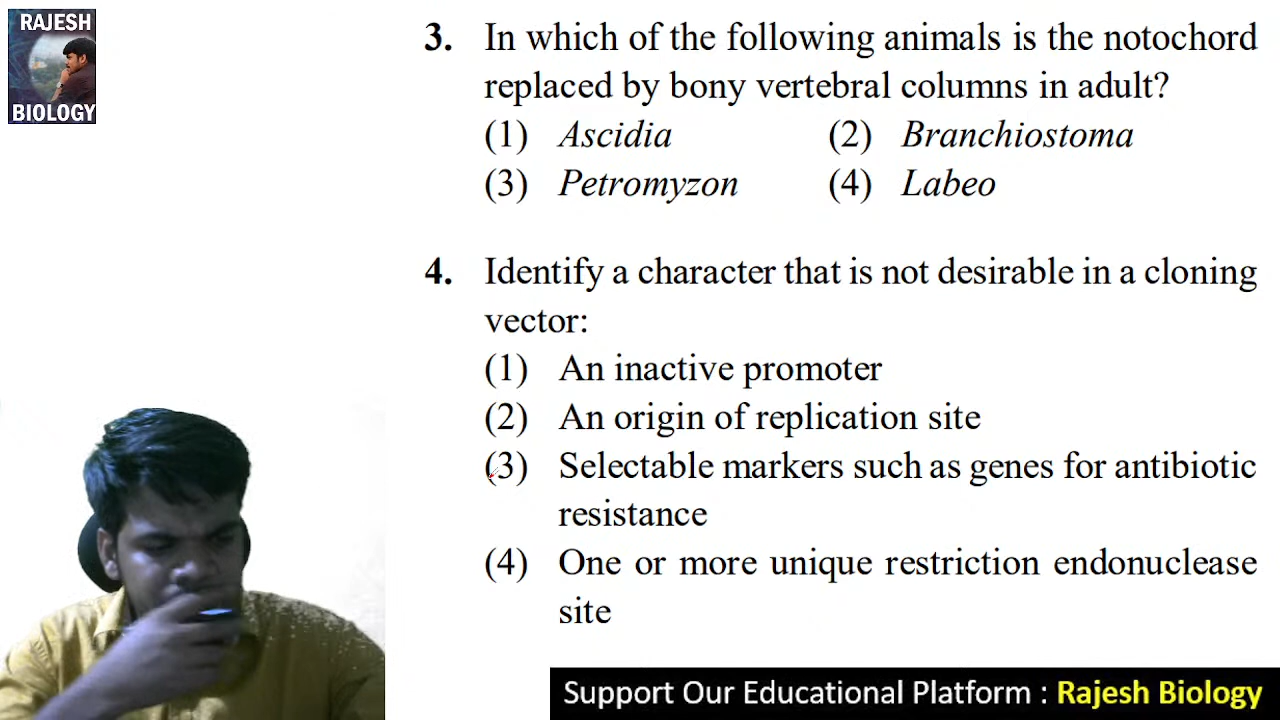 RAJESH
BIOLOGY
3. In which of the following animals is the notochord
replaced by bony vertebral columns in adult?
(1) Ascidia (2) Branchiostoma
(3) Petromyzon (4) Labeo
4. Identify a character that is not desirable in a cloning
vector:
(1) An inactive promoter
(2) An origin of replication site
(3) Selectable markers such as genes for antibiotic
resistance
(4) One or more unique restriction endonuclease
site
Support Our Educational Platform : Rajesh Biology